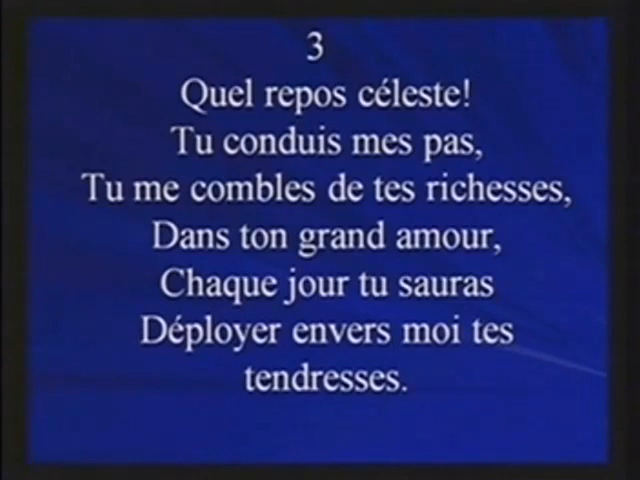 3
Quel repos céleste!
Tu conduis mes pas,
Tu me combles de tes richesses,
Dans ton grand amour,
Chaque jour tu sauras
Déployer envers moi tes
tendresses.